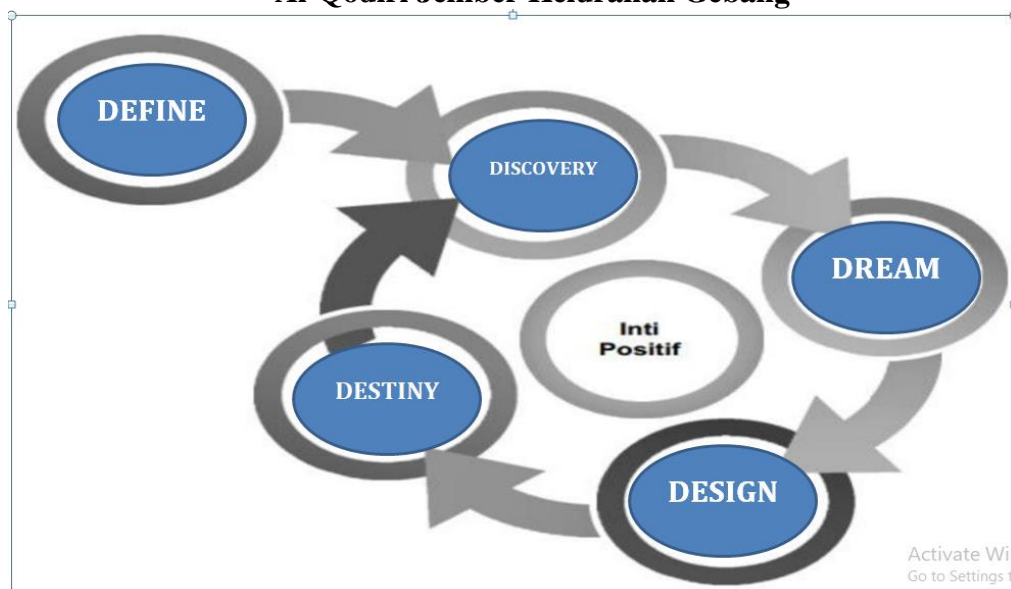 Al-Qodiri Jember Kelurahan Gebang
DEFINE
DISCOVERY
DREAM
Inti
Positif
DESTINY
DESIGN
Activate Wi
Go to Settings t